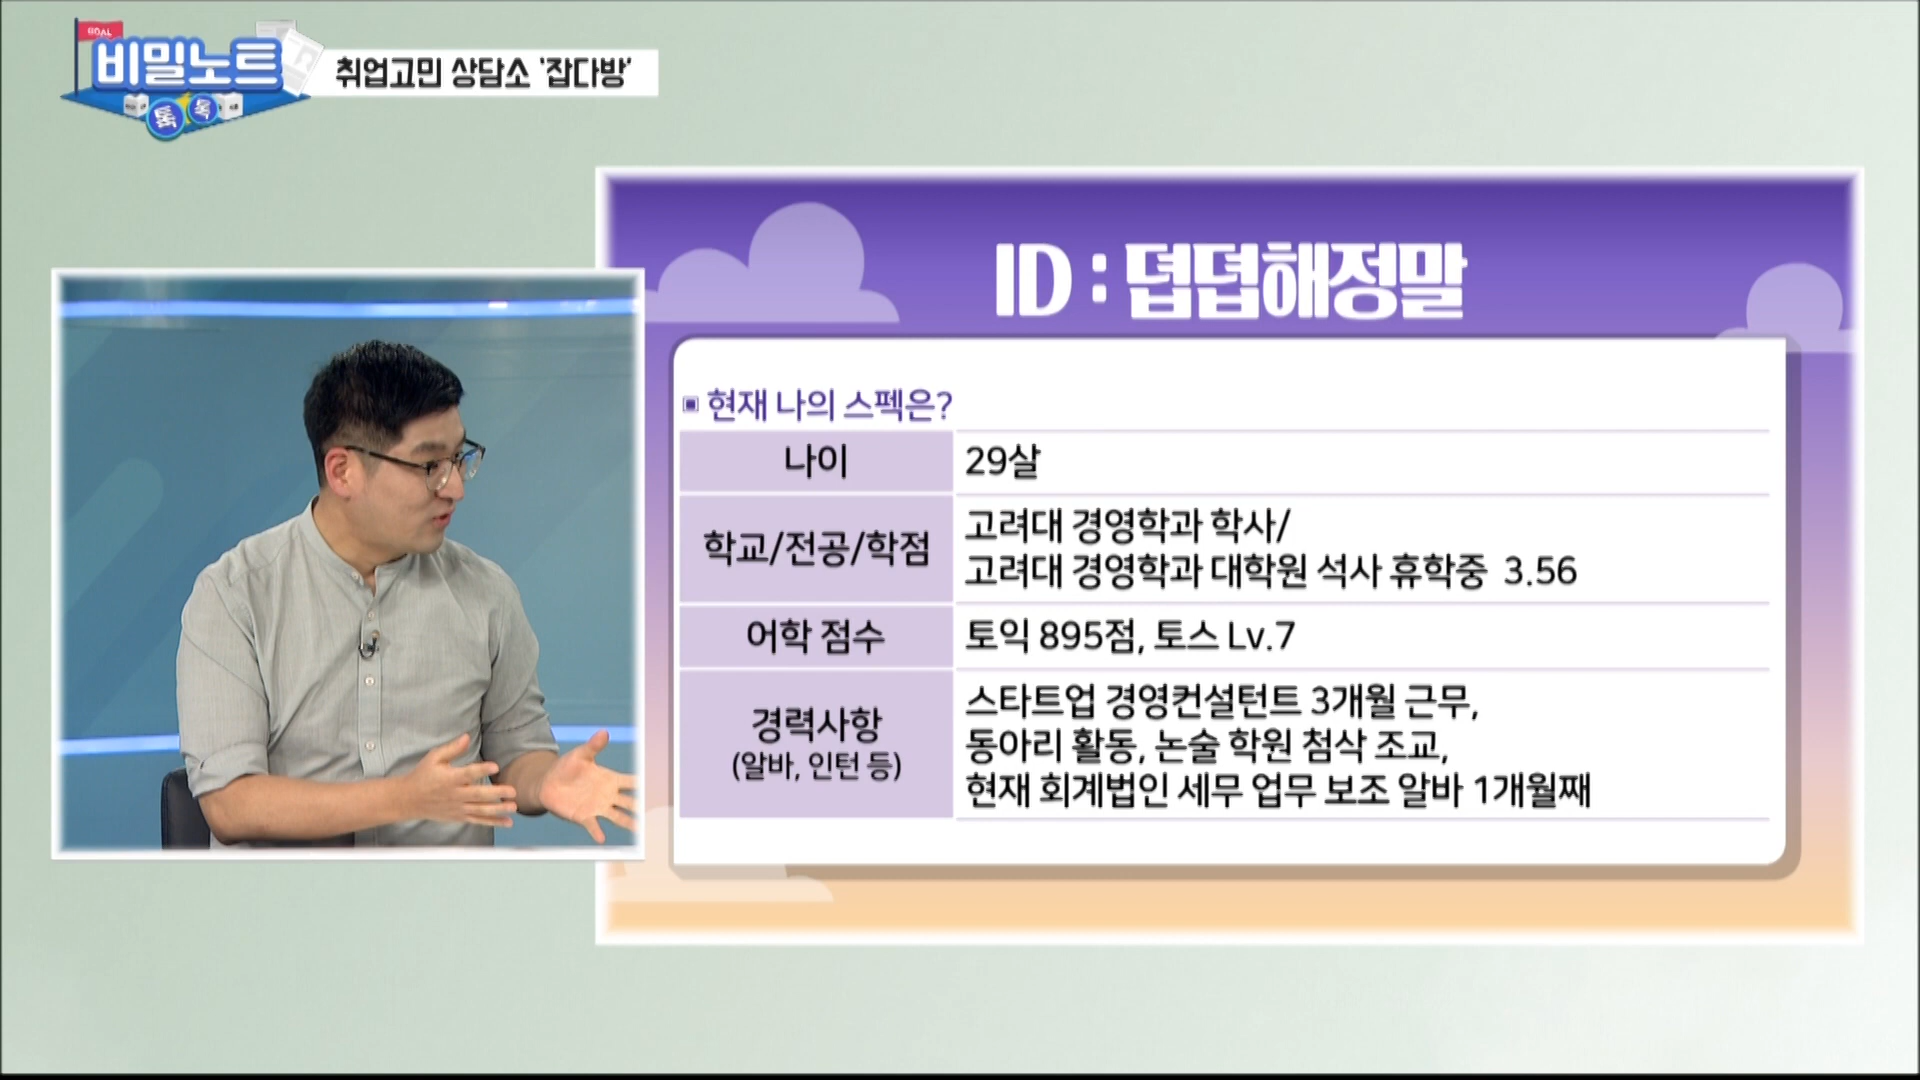 GOAL
비밀노트
톡톡
취업고민 상담소 '잡다방'
ID : 뎝뎝해정말
▣ 현재 나의 스펙은?
나이
29살
학교/전공/학점
고려대 경영학과 학사/
고려대 경영학과 대학원 석사 휴학중 3.56
어학 점수
토익 895점, 토스 Lv.7
경력사항
(알바, 인턴 등)
스타트업 경영컨설턴트 3개월 근무,
동아리 활동, 논술 학원 첨삭 조교,
현재 회계법인 세무 업무 보조 알바 1개월째